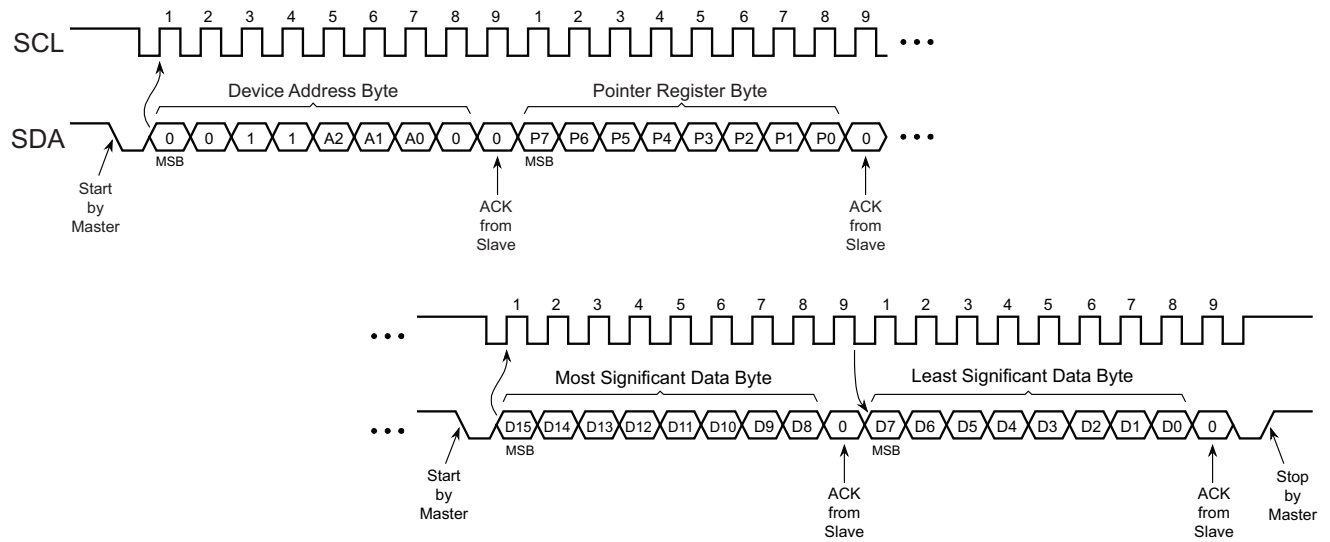 1 2 3 4 5 6 7 8 9 1 2 3 4 5 6 7 8 9
SCL
Device Address Byte Pointer Register Byte
SDA 0 0 1 1 A2 A1 A0 0 0 P7 P6 P5 P4 P3 P2 P1 P0 0
MSB MSB
Start
by
Master
ACK
from
Slave
ACK
from
Slave
1 2 3 4 5 6 7 8 9 1 2 3 4 5 6 7 8 9
Most Significant Data Byte Least Significant Data Byte
D15 D14 D13 D12 D11 D10 D9 D8 0 D7 D6 D5 D4 D3 D2 D1 D0 0
MSB MSB
Start
by
Master
ACK
from
Slave
ACK
from
Slave
Stop
by
Master